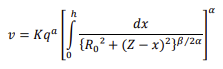 v = Kq^α [ ∫_0^h dx / {R_0^2 + (Z − x)^2}^{β/2α} ]^α